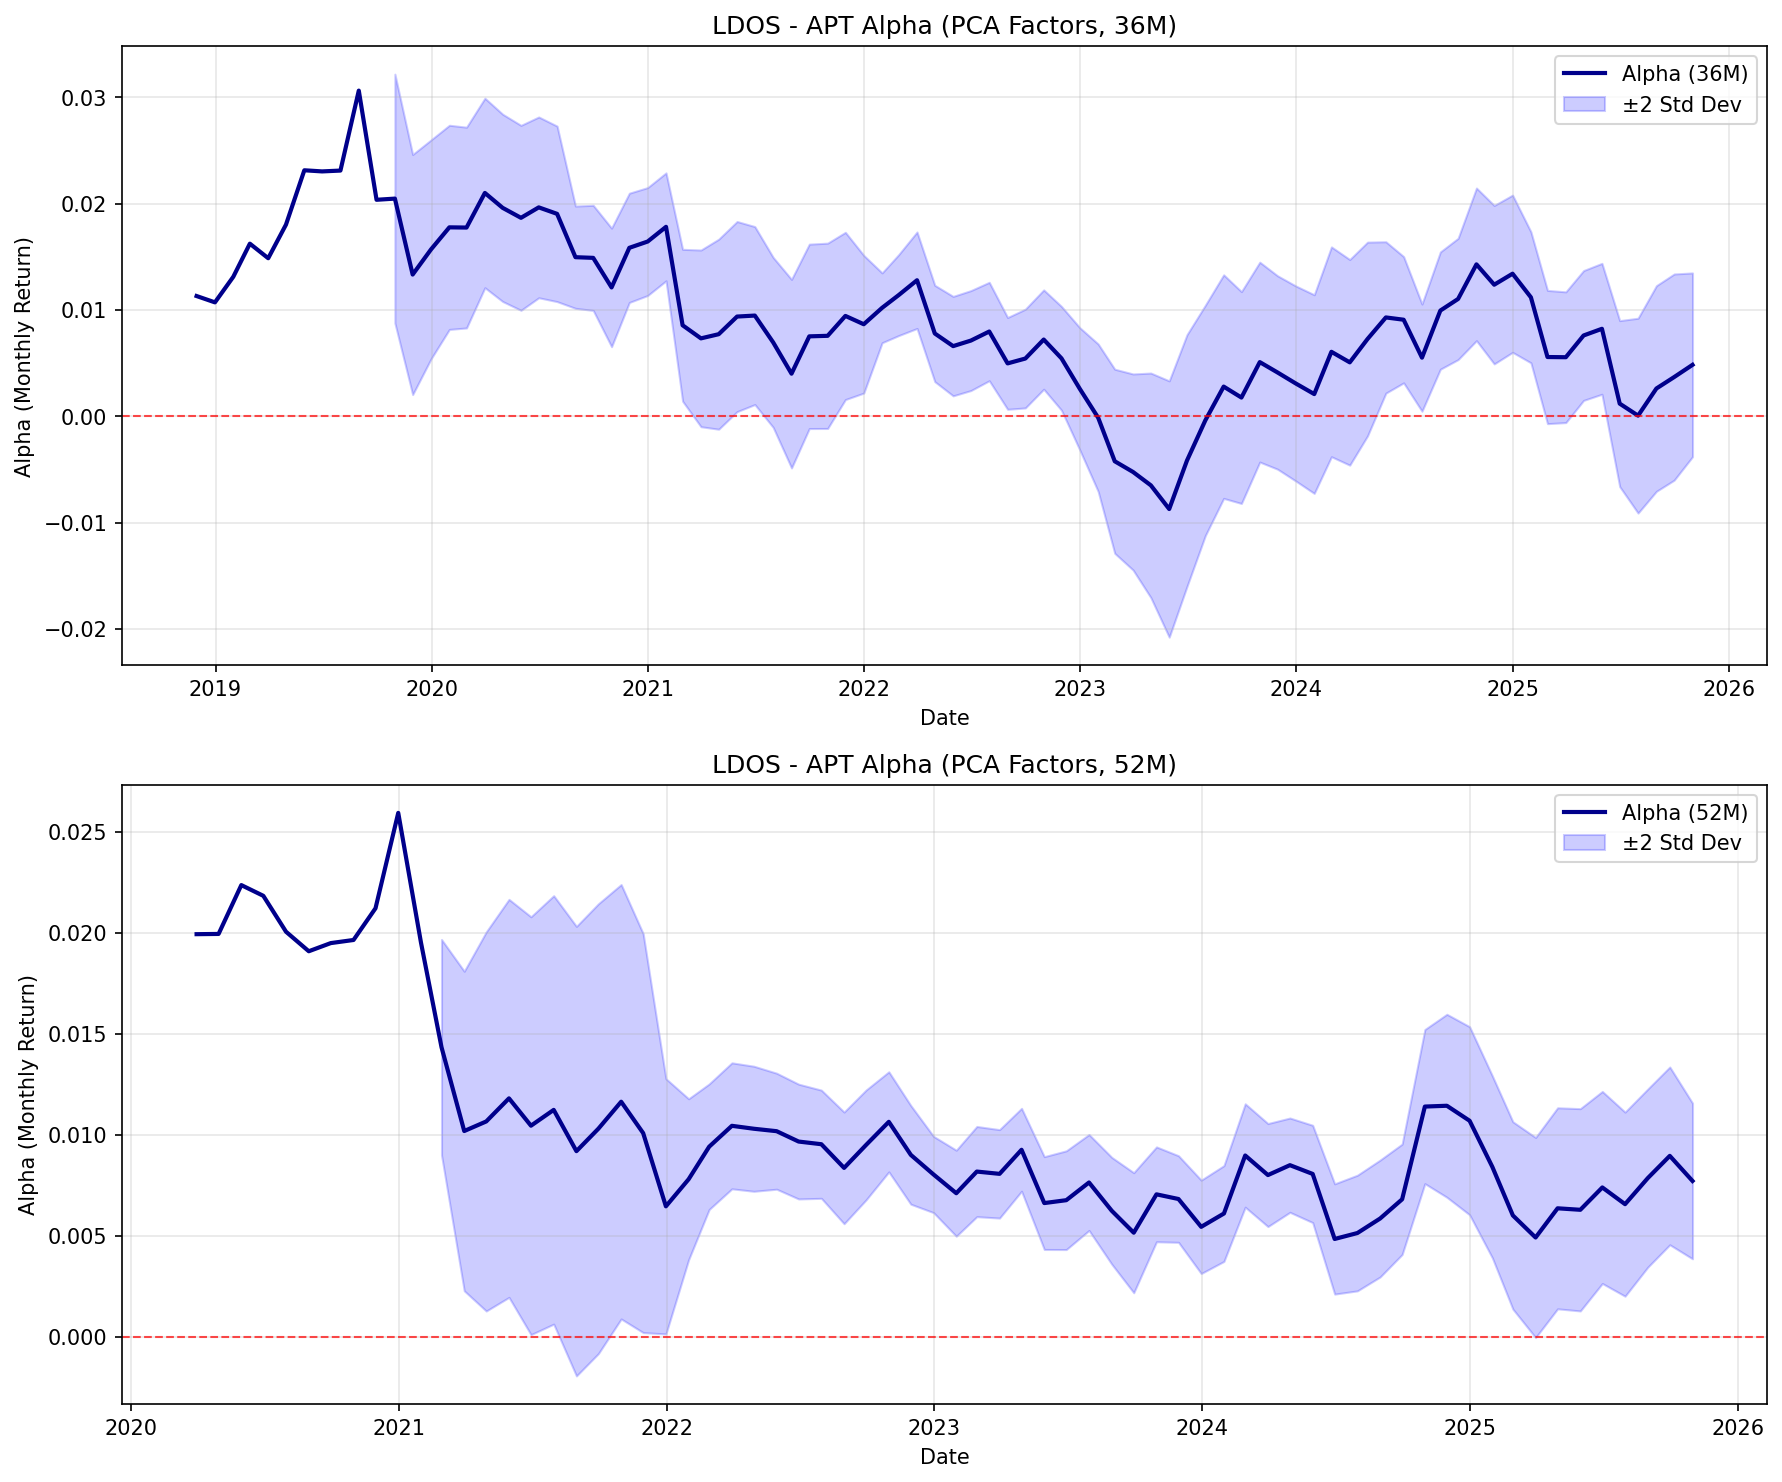 LDOS - APT Alpha (PCA Factors, 36M)
Alpha (36M)
±2 Std Dev
Alpha (Monthly Return)
0.03
0.02
0.01
0.00
−0.01
−0.02
2019 2020 2021 2022 2023 2024 2025 2026
Date
LDOS - APT Alpha (PCA Factors, 52M)
Alpha (52M)
±2 Std Dev
Alpha (Monthly Return)
0.025
0.020
0.015
0.010
0.005
0.000
2020 2021 2022 2023 2024 2025 2026
Date